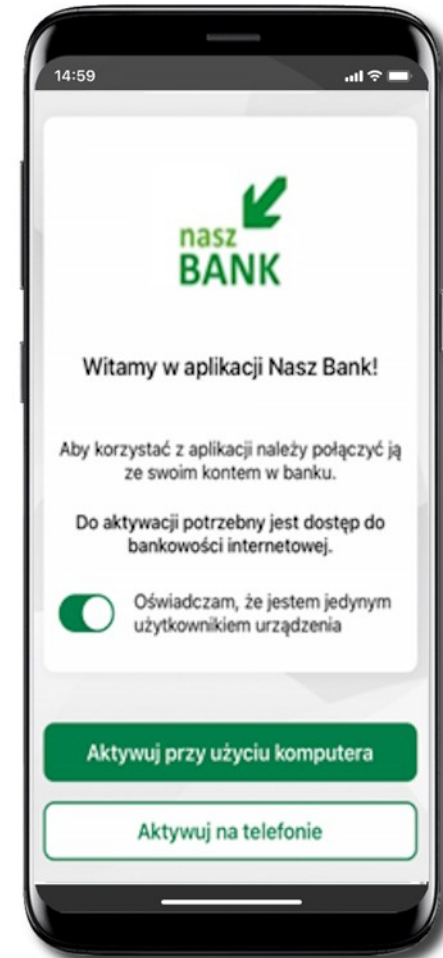 14:59
nasz
BANK
Witamy w aplikacji Nasz Bank!
Aby korzystać z aplikacji należy połączyć ją
ze swoim kontem w banku.
Do aktywacji potrzebny jest dostęp do
bankowości internetowej.
Oświadczam, że jestem jedynym
użytkownikiem urządzenia
Aktywuj przy użyciu komputera
Aktywuj na telefonie